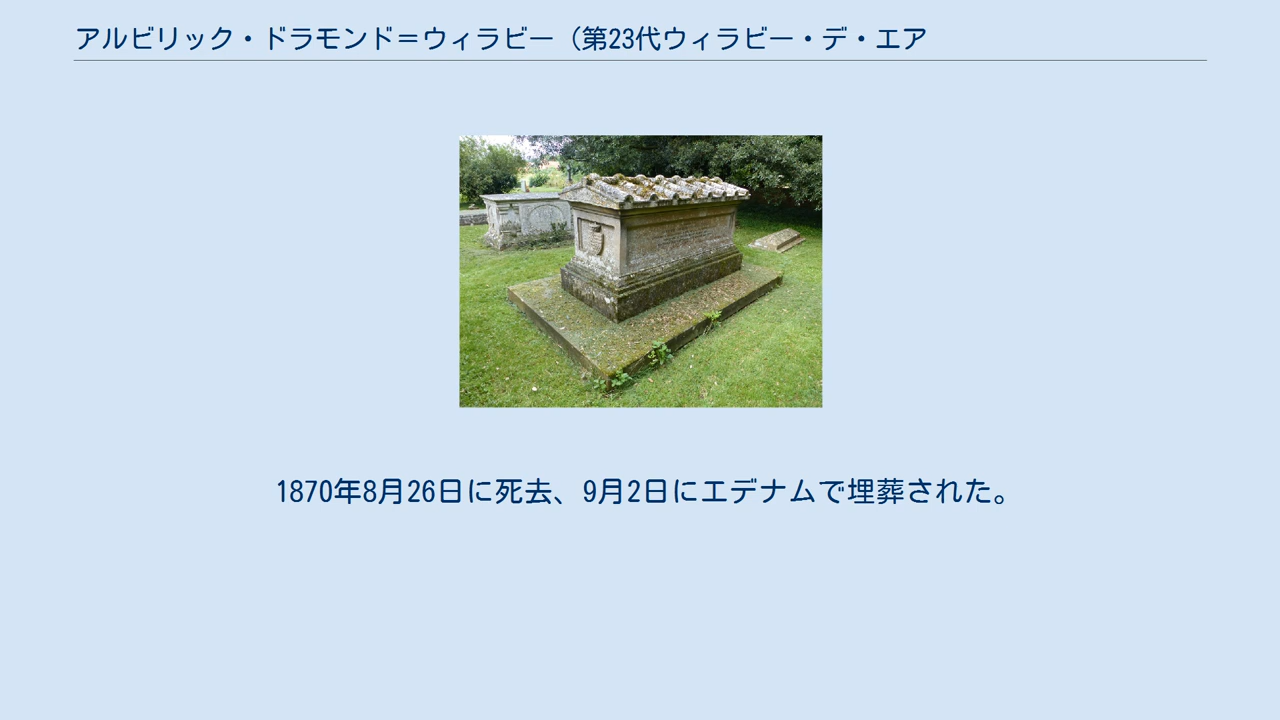 アルビリック・ドラモンド＝ウィラビー（第23代ウィラビー・デ・エア
1870年8月26日に死去、9月2日にエデナムで埋葬された。